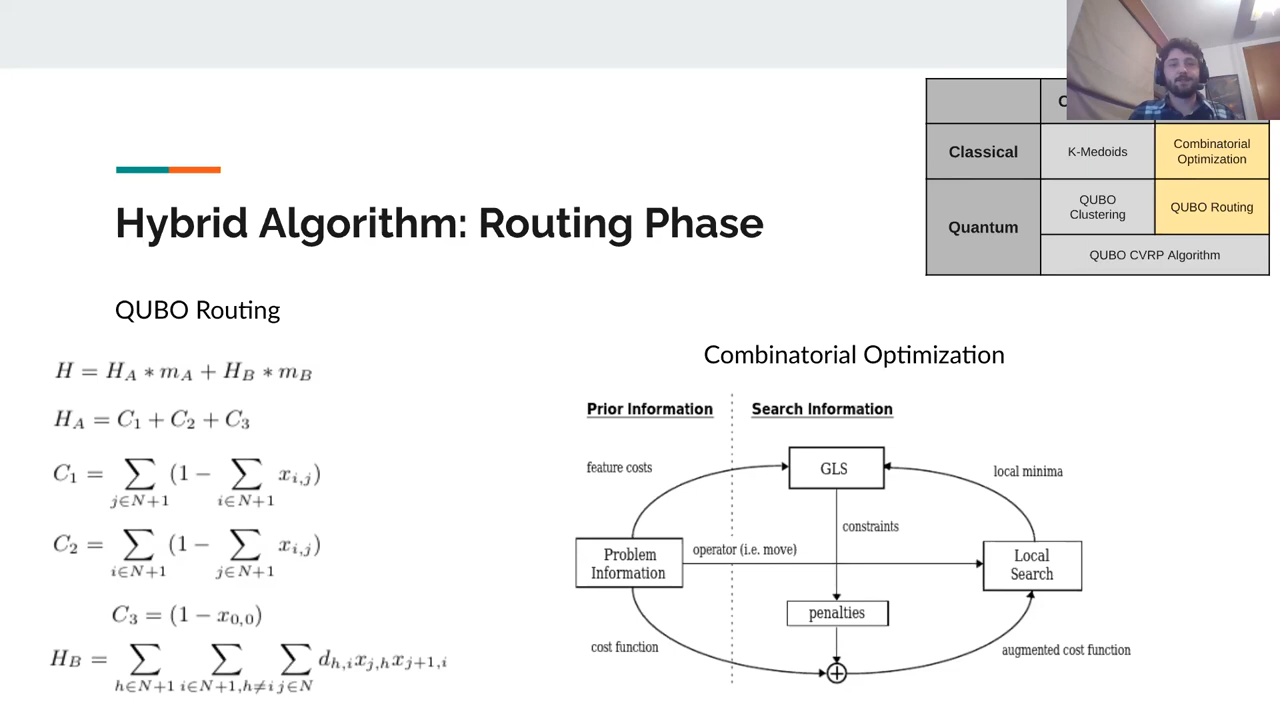 C
Classical
K-Medoids
Combinatorial
Optimization
Quantum
QUBO
Clustering
QUBO Routing
QUBO CVRP Algorithm
Hybrid Algorithm: Routing Phase
QUBO Routing
H = H_A * m_A + H_B * m_B
H_A = C_1 + C_2 + C_3
C_1 = ∑_{j∈N+1} (1 − ∑_{i∈N+1} x_{i,j})
C_2 = ∑_{i∈N+1} (1 − ∑_{j∈N+1} x_{i,j})
C_3 = (1 − x_{0,0})
H_B = ∑_{h∈N+1} ∑_{i∈N+1,h≠i} ∑_{j∈N} d_{h,i}x_{j,h}x_{j+1,i}
Combinatorial Optimization
Prior Information
Search Information
feature costs
GLS
local minima
constraints
Problem
Information
operator (i.e. move)
Local
Search
penalties
cost function
augmented cost function